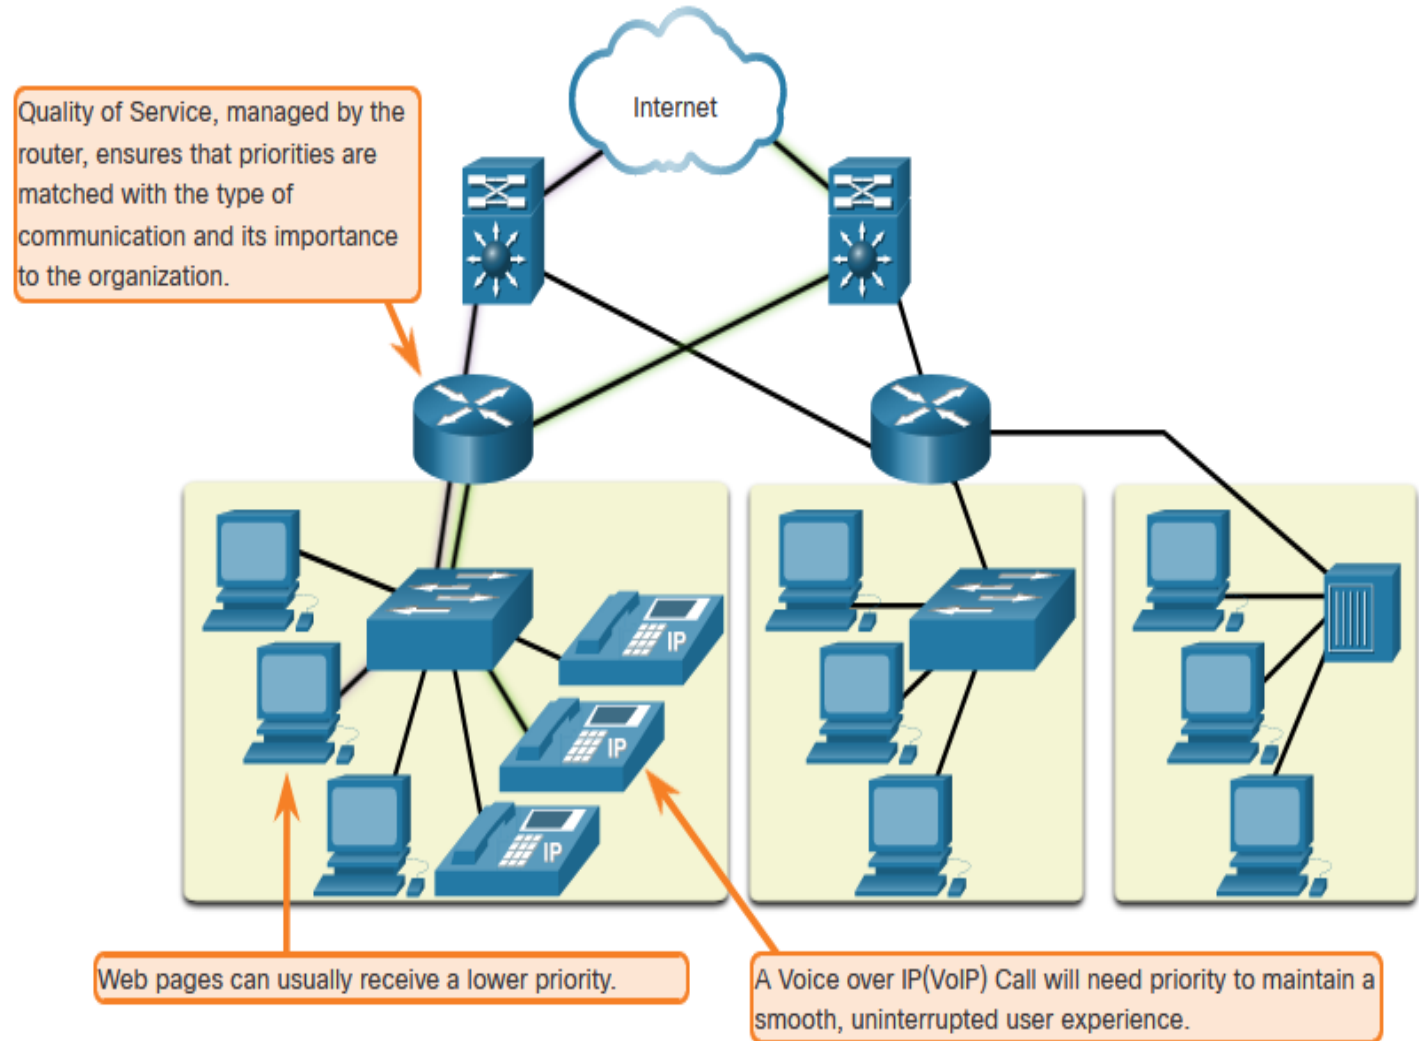 Internet
Quality of Service, managed by the
router, ensures that priorities are
matched with the type of
communication and its importance
to the organization.
IP
IP
IP
Web pages can usually receive a lower priority.
A Voice over IP(VoIP) Call will need priority to maintain a
smooth, uninterrupted user experience.